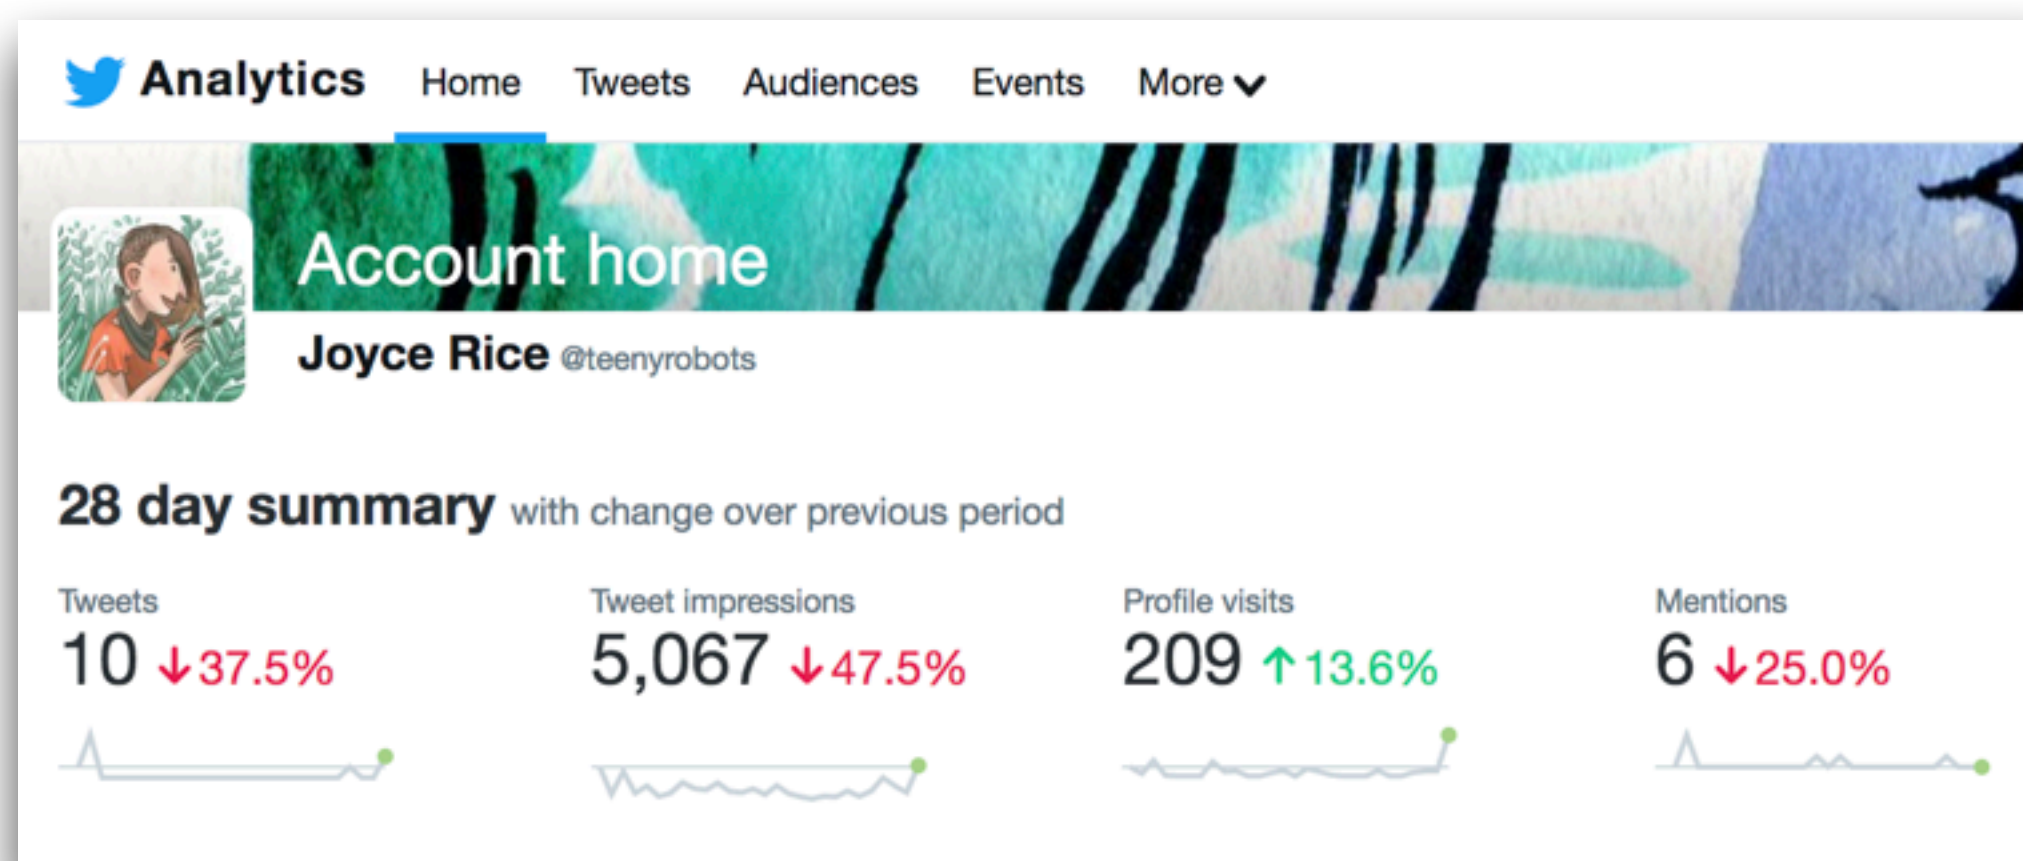 Analytics Home Tweets Audiences Events More
Account home
Joyce Rice @teenyrobots
28 day summary with change over previous period
Tweets Tweet impressions Profile visits Mentions
10 ↓37.5% 5,067 ↓47.5% 209 ↑13.6% 6 ↓25.0%